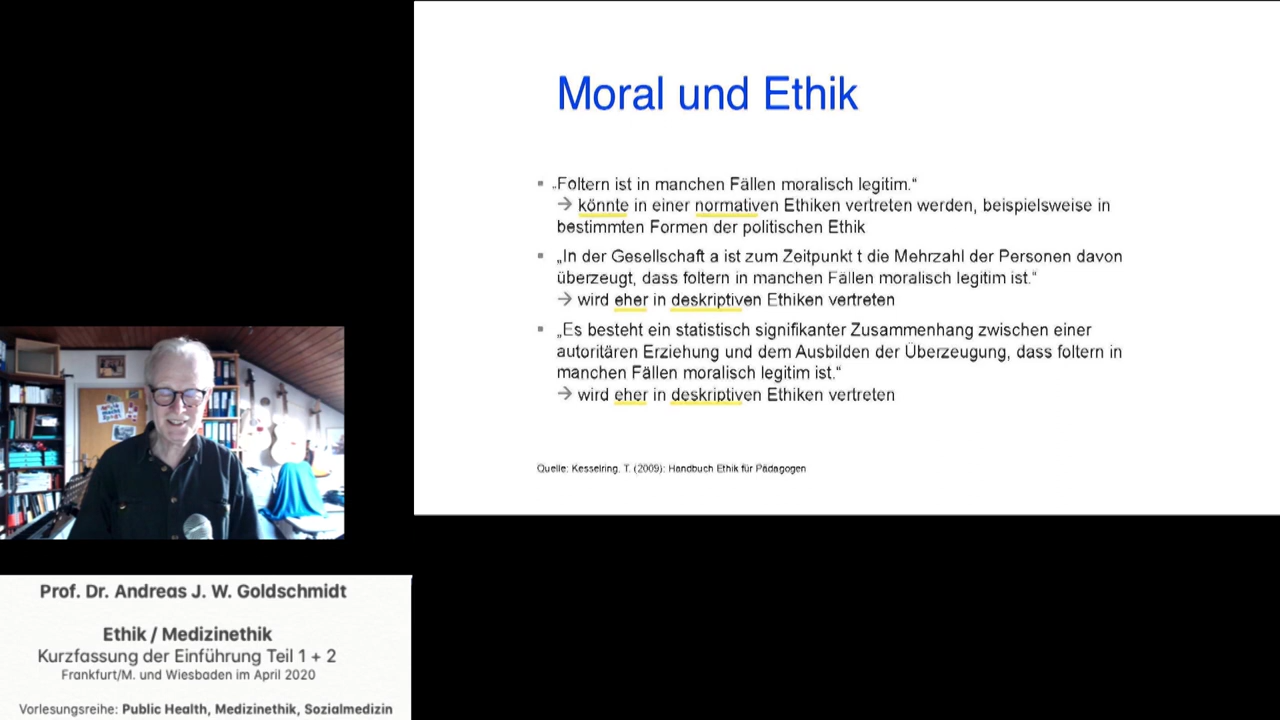 Moral und Ethik
▪ „Foltern ist in manchen Fällen moralisch legitim.“
→ könnte in einer normativen Ethiken vertreten werden, beispielsweise in
bestimmten Formen der politischen Ethik
▪ „In der Gesellschaft a ist zum Zeitpunkt t die Mehrzahl der Personen davon
überzeugt, dass foltern in manchen Fällen moralisch legitim ist.“
→ wird eher in deskriptiven Ethiken vertreten
▪ „Es besteht ein statistisch signifikanter Zusammenhang zwischen einer
autoritären Erziehung und dem Ausbilden der Überzeugung, dass foltern in
manchen Fällen moralisch legitim ist.“
→ wird eher in deskriptiven Ethiken vertreten
Quelle: Kesselring, T. (2009): Handbuch Ethik für Pädagogen
Prof. Dr. Andreas J. W. Goldschmidt
Ethik / Medizinethik
Kurzfassung der Einführung Teil 1 + 2
Frankfurt/M. und Wiesbaden im April 2020
Vorlesungsreihe: Public Health, Medizinethik, Sozialmedizin